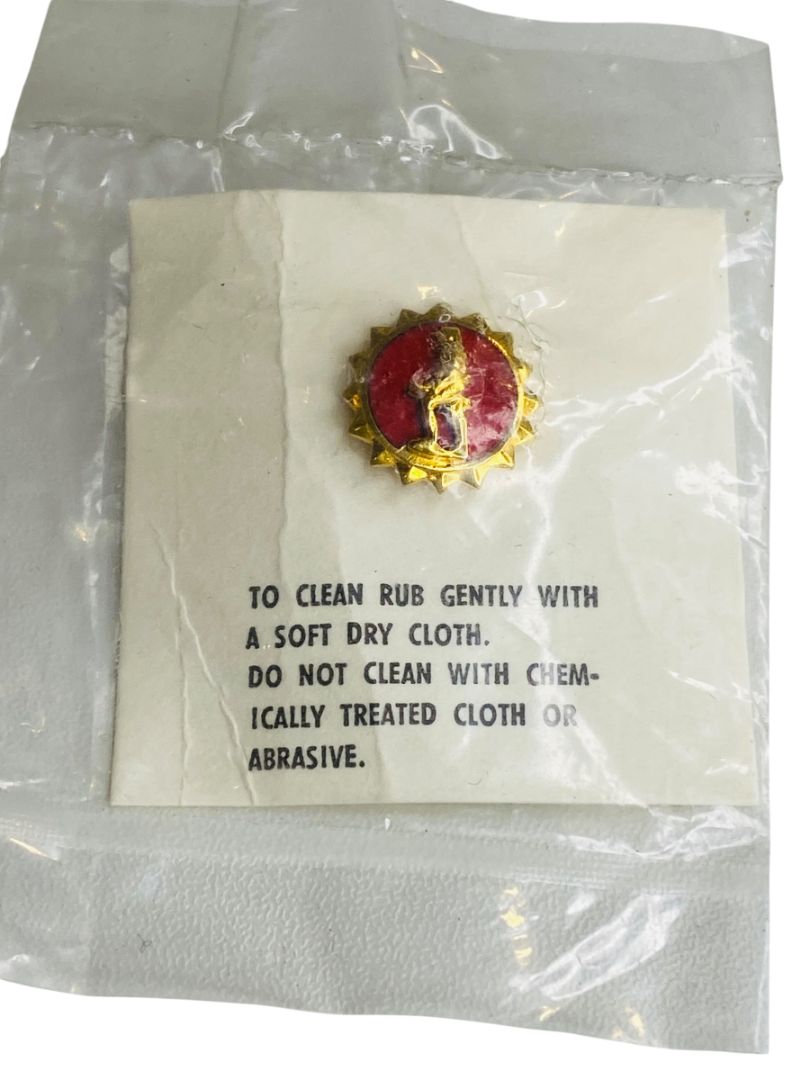 TO CLEAN RUB GENTLY WITH
A SOFT DRY CLOTH.
DO NOT CLEAN WITH CHEM-
ICALLY TREATED CLOTH OR
ABRASIVE.